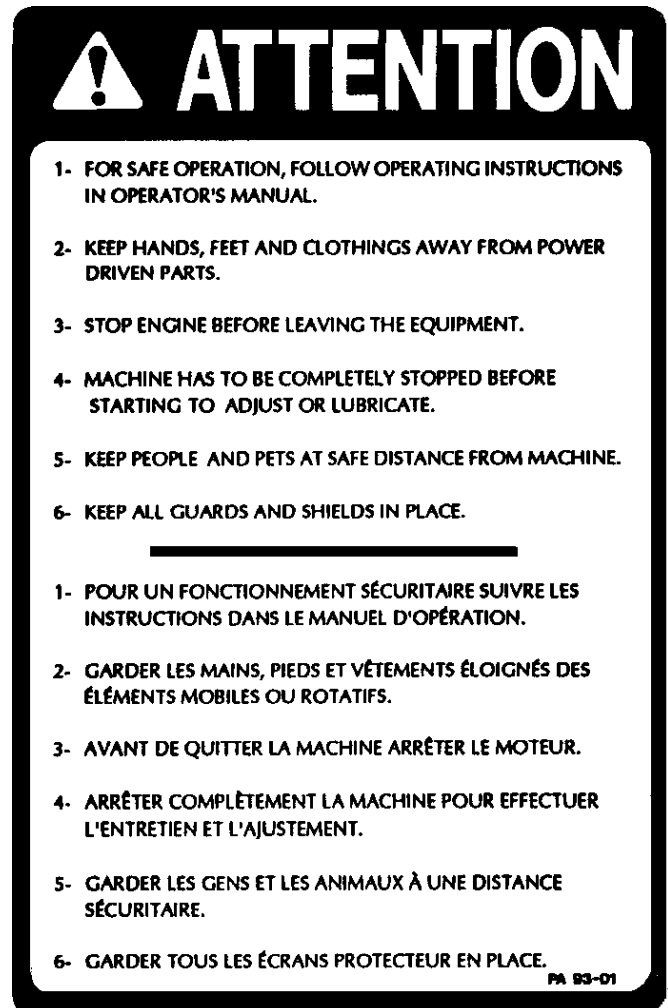 ATTENTION
1- FOR SAFE OPERATION, FOLLOW OPERATING INSTRUCTIONS
IN OPERATOR'S MANUAL.
2- KEEP HANDS, FEET AND CLOTHINGS AWAY FROM POWER
DRIVEN PARTS.
3- STOP ENGINE BEFORE LEAVING THE EQUIPMENT.
4- MACHINE HAS TO BE COMPLETELY STOPPED BEFORE
STARTING TO ADJUST OR LUBRICATE.
5- KEEP PEOPLE AND PETS AT SAFE DISTANCE FROM MACHINE.
6- KEEP ALL GUARDS AND SHIELDS IN PLACE.
1- POUR UN FONCTIONNEMENT SÉCURITAIRE SUIVRE LES
INSTRUCTIONS DANS LE MANUEL D'OPÉRATION.
2- GARDER LES MAINS, PIEDS ET VÊTEMENTS ÉLOIGNÉS DES
ÉLÉMENTS MOBILES OU ROTATIFS.
3- AVANT DE QUITTER LA MACHINE ARRÊTER LE MOTEUR.
4- ARRÊTER COMPLÈTEMENT LA MACHINE POUR EFFECTUER
L'ENTRETIEN ET L'AJUSTEMENT.
5- GARDER LES GENS ET LES ANIMAUX À UNE DISTANCE
SÉCURITAIRE.
6- GARDER TOUS LES ÉCRANS PROTECTEUR EN PLACE.
PA 93-01